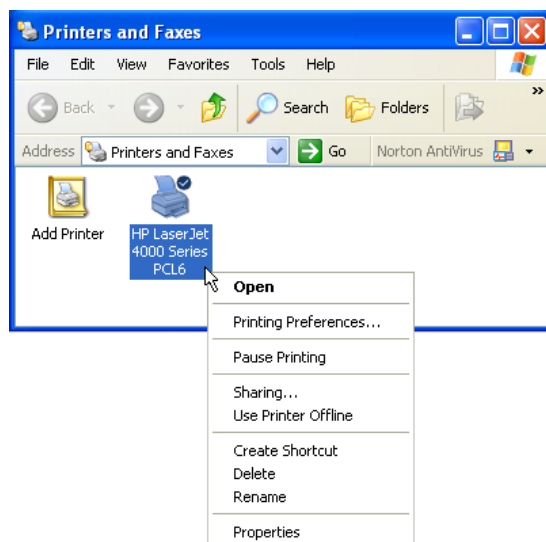 Printers and Faxes
File Edit View Favorites Tools Help
Back Search Folders »
Address Printers and Faxes Go Norton AntiVirus
Add Printer
HP LaserJet
4000 Series
PCL6
Open
Printing Preferences...
Pause Printing
Sharing...
Use Printer Offline
Create Shortcut
Delete
Rename
Properties